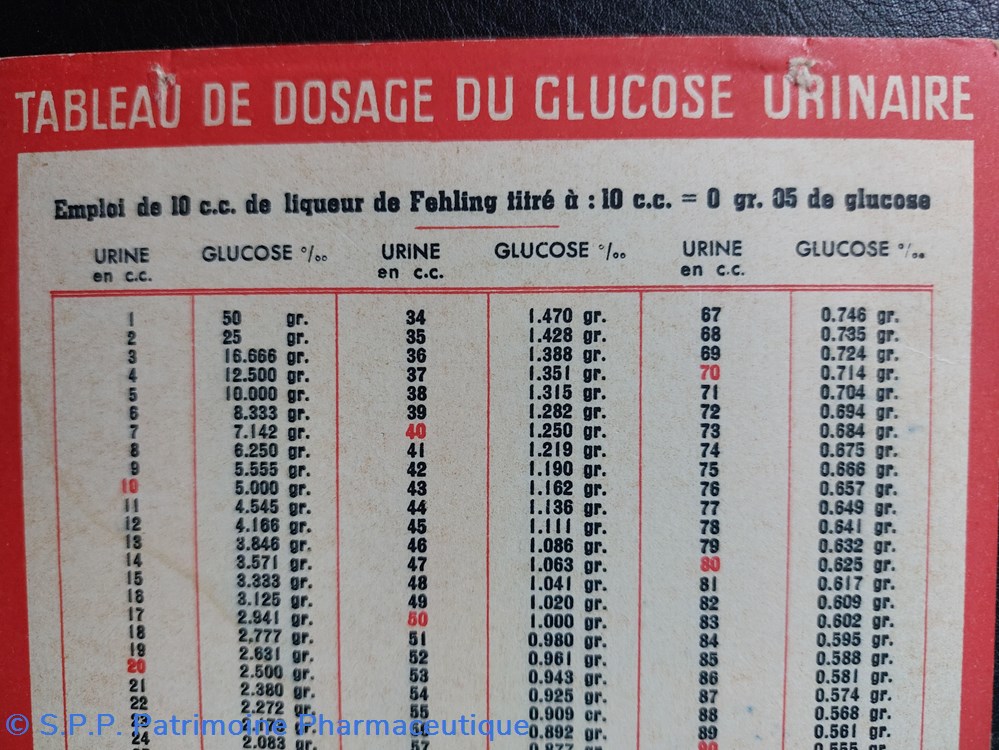 TABLEAU DE DOSAGE DU GLUCOSE URINAIRE
Emploi de 10 c.c. de liqueur de Fehling titré à : 10 c.c. = 0 gr. 05 de glucose
URINE GLUCOSE °/₀₀ URINE GLUCOSE °/₀₀ URINE GLUCOSE °/₀₀
en c.c. en c.c. en c.c.
1 50 gr. 34 1.470 gr. 67 0.746 gr.
2 25 gr. 35 1.428 gr. 68 0.735 gr.
3 16.666 gr. 36 1.388 gr. 69 0.724 gr.
4 12.500 gr. 37 1.351 gr. 70 0.714 gr.
5 10.000 gr. 38 1.315 gr. 71 0.704 gr.
6 8.333 gr. 39 1.282 gr. 72 0.694 gr.
7 7.142 gr. 40 1.250 gr. 73 0.684 gr.
8 6.250 gr. 41 1.219 gr. 74 0.675 gr.
9 5.555 gr. 42 1.190 gr. 75 0.666 gr.
10 5.000 gr. 43 1.162 gr. 76 0.657 gr.
11 4.545 gr. 44 1.136 gr. 77 0.649 gr.
12 4.166 gr. 45 1.111 gr. 78 0.641 gr.
13 3.846 gr. 46 1.086 gr. 79 0.632 gr.
14 3.571 gr. 47 1.063 gr. 80 0.625 gr.
15 3.333 gr. 48 1.041 gr. 81 0.617 gr.
16 3.125 gr. 49 1.020 gr. 82 0.609 gr.
17 2.941 gr. 50 1.000 gr. 83 0.602 gr.
18 2,777 gr. 51 0.980 gr. 84 0.595 gr.
19 2.631 gr. 52 0.961 gr. 85 0.588 gr.
20 2.500 gr. 53 0.943 gr. 86 0.581 gr.
21 2.380 gr. 54 0.925 gr. 87 0.574 gr.
22 2.272 gr. 55 0.909 gr. 88 0.568 gr.
gr. 0.892 gr. 89 0.561 gr.
24 2.083 gr. 57 0.877 gr. 90 0.555 gr.
© S.P.P. Patrimoine Pharmaceutique